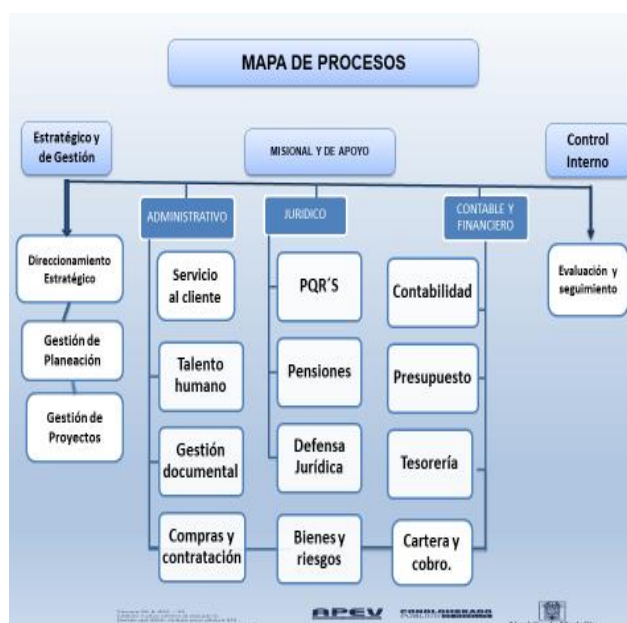 MAPA DE PROCESOS
Estratégico y
de Gestión
MISIONAL Y DE APOYO
Control
Interno
ADMINISTRATIVO
JURIDICO
CONTABLE Y
FINANCIERO
Direccionamiento
Estratégico
Gestión de
Planeación
Gestión de
Proyectos
Servicio
al cliente
Talento
humano
Gestión
documental
Compras y
contratación
PQR´S
Pensiones
Defensa
Jurídica
Bienes y
riesgos
Contabilidad
Presupuesto
Tesorería
Cartera y
cobro.
Evaluación y
seguimiento
APEV